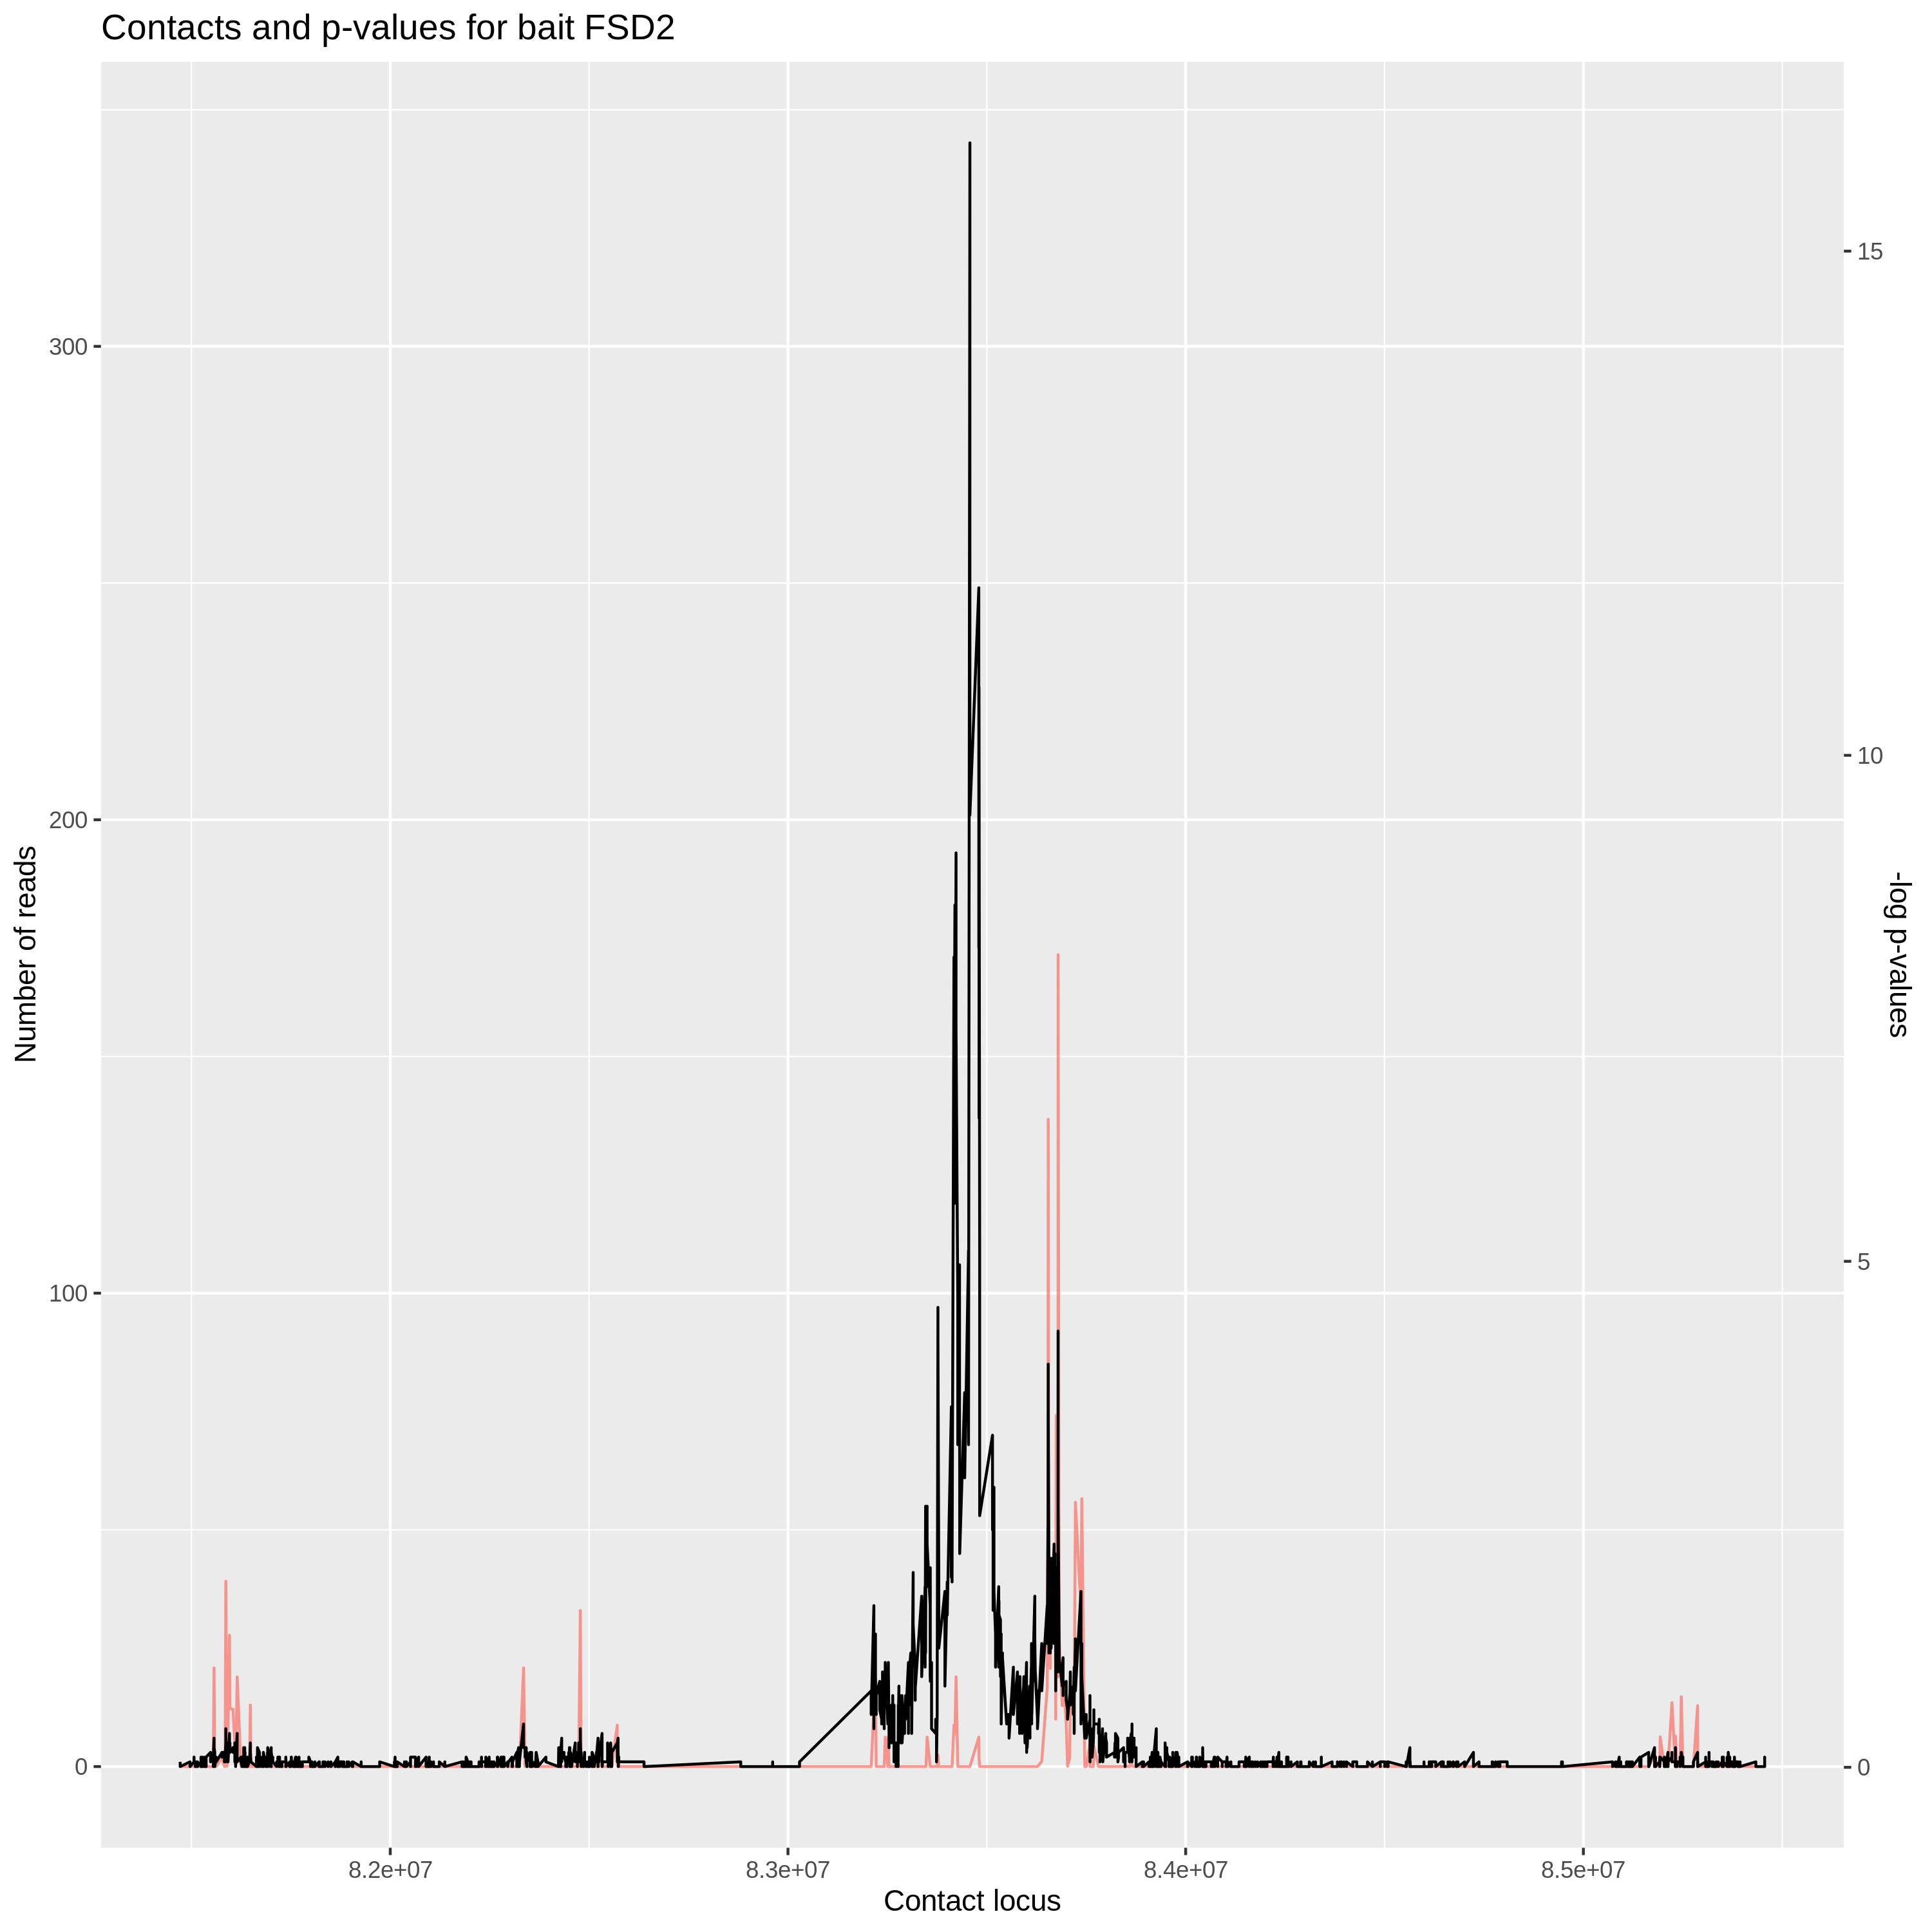 Contacts and p-values for bait FSD2
300
200
100
0
Number of reads
15
10
5
0
-log p-values
8.2e+07
8.3e+07
8.4e+07
8.5e+07
Contact locus